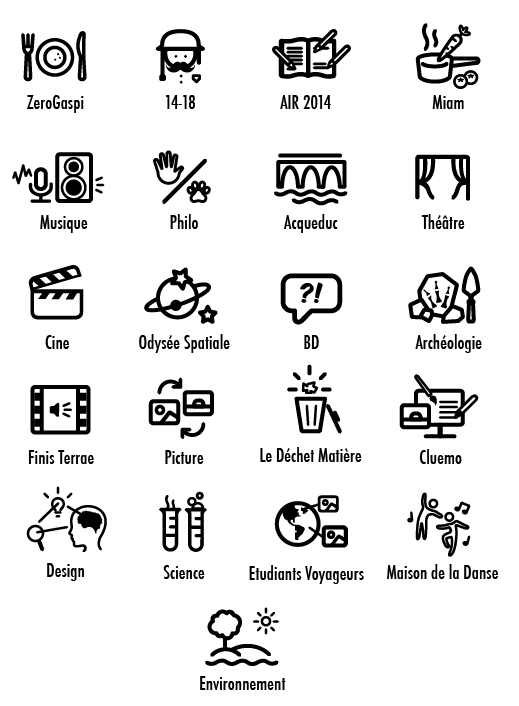 ZeroGaspi
14-18
AIR 2014
Miam
Musique
Philo
Acqueduc
Théâtre
?!
Cine
Odysée Spatiale
BD
Archéologie
Finis Terrae
Picture
Le Déchet Matière
Cluemo
Design
Science
Etudiants Voyageurs
Maison de la Danse
Environnement